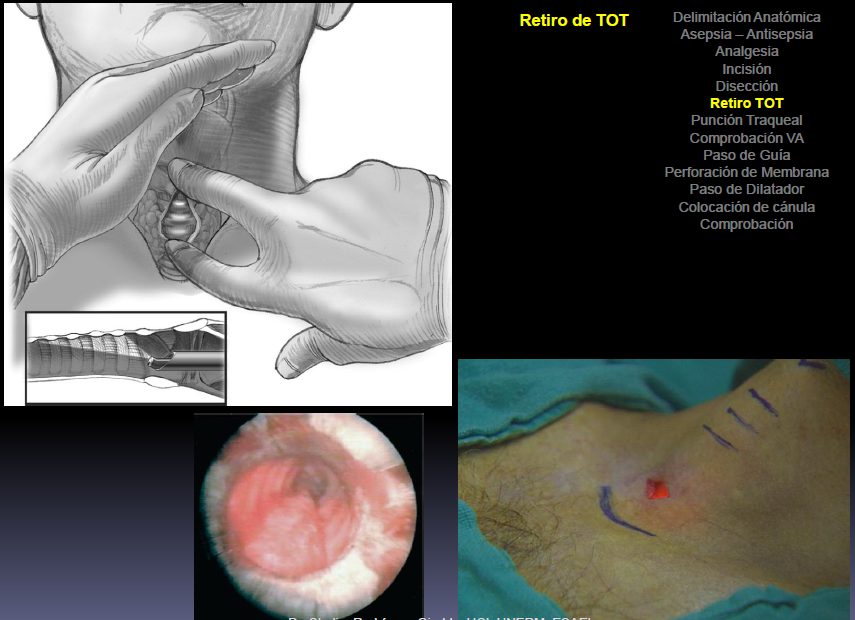 Retiro de TOT
Delimitación Anatómica
Asepsia – Antisepsia
Analgesia
Incisión
Disección
Retiro TOT
Punción Traqueal
Comprobación VA
Paso de Guía
Perforación de Membrana
Paso de Dilatador
Colocación de cánula
Comprobación